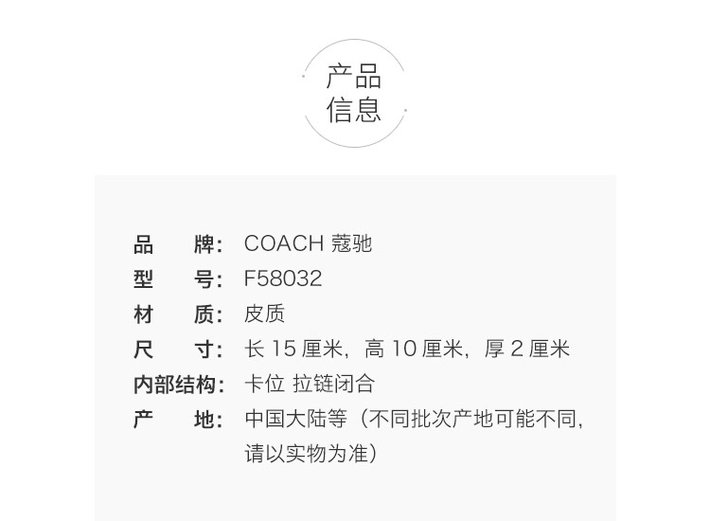 产品
信息
品 牌： COACH 蔻驰
型 号： F58032
材 质： 皮质
尺 寸： 长 15 厘米，高 10 厘米，厚 2 厘米
内部结构： 卡位 拉链闭合
产 地： 中国大陆等（不同批次产地可能不同，
请以实物为准）